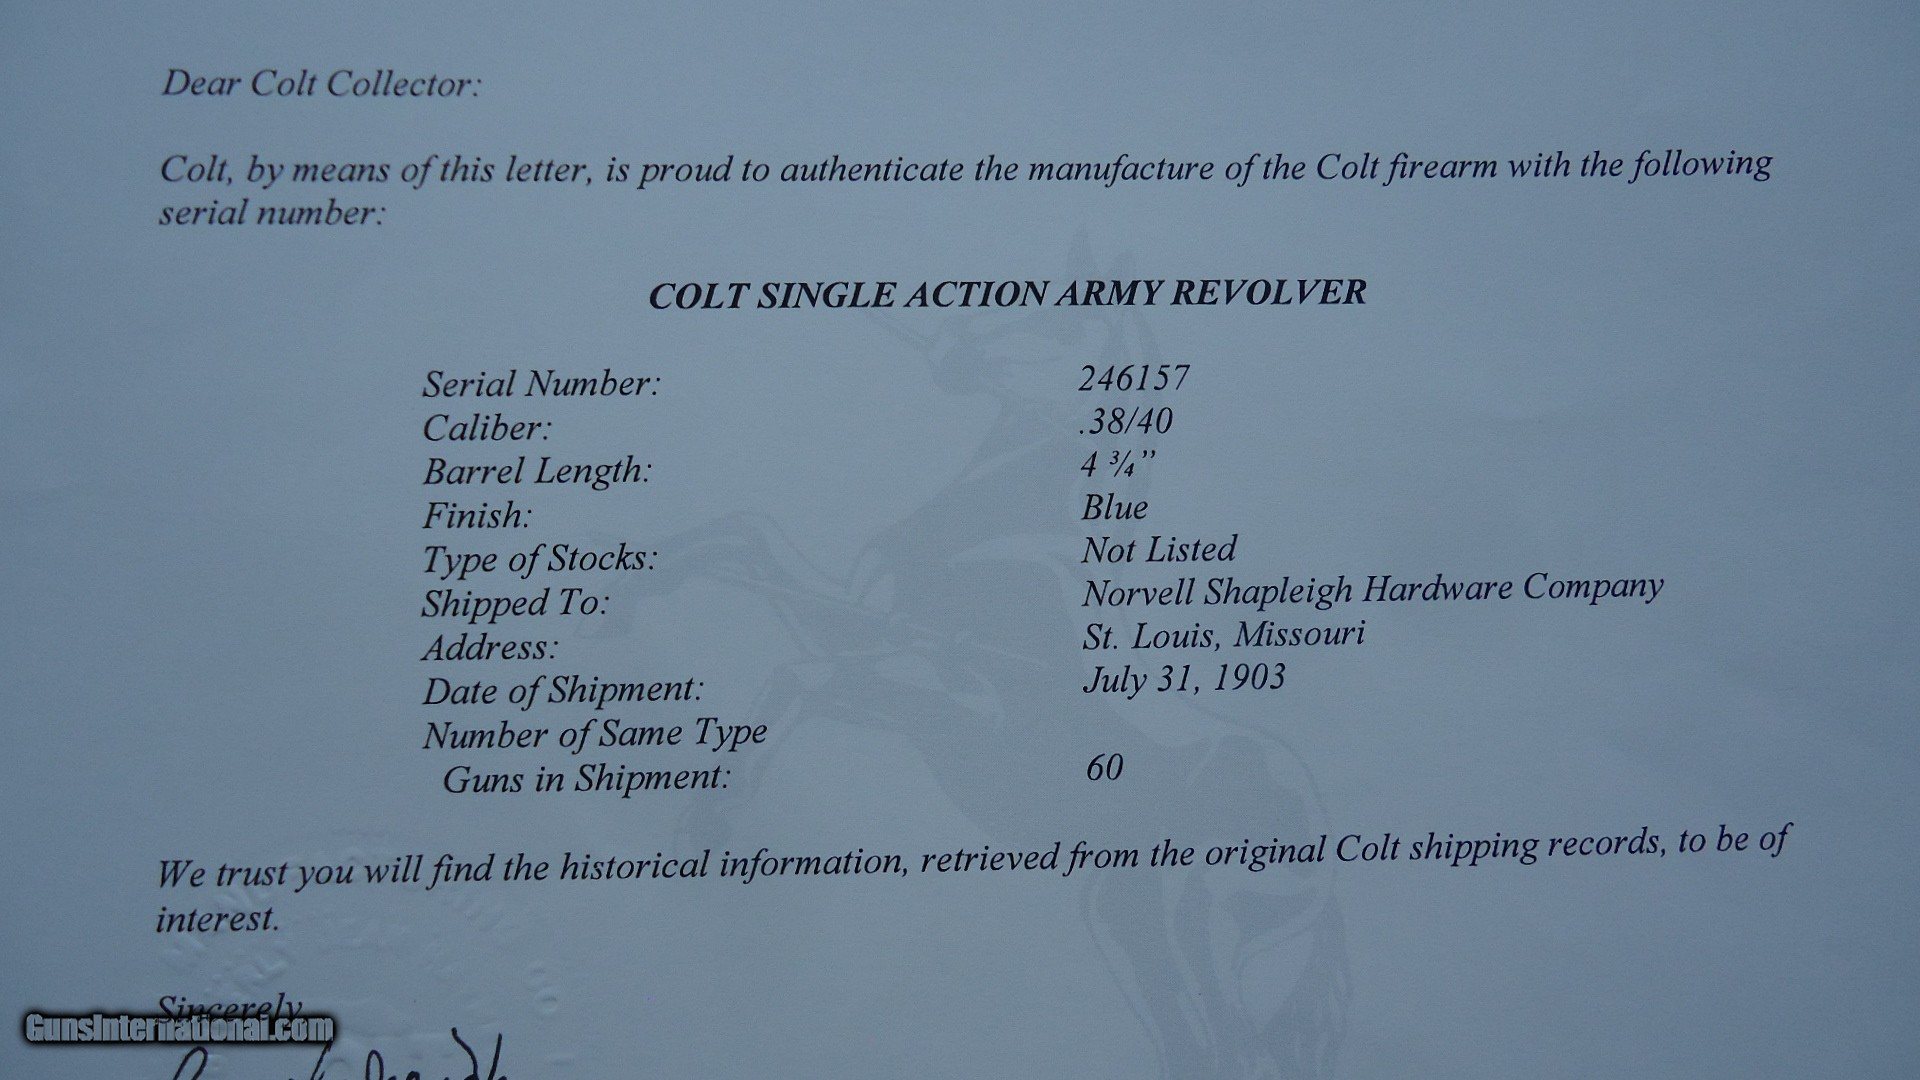 Dear Colt Collector:
Colt, by means of this letter, is proud to authenticate the manufacture of the Colt firearm with the following
serial number:
COLT SINGLE ACTION ARMY REVOLVER
Serial Number: 246157
Caliber: .38/40
Barrel Length: 4 ¾”
Finish: Blue
Type of Stocks: Not Listed
Shipped To: Norvell Shapleigh Hardware Company
Address: St. Louis, Missouri
Date of Shipment: July 31, 1903
Number of Same Type
Guns in Shipment: 60
We trust you will find the historical information, retrieved from the original Colt shipping records, to be of
interest.
Sincerely,
GunsInternational.com